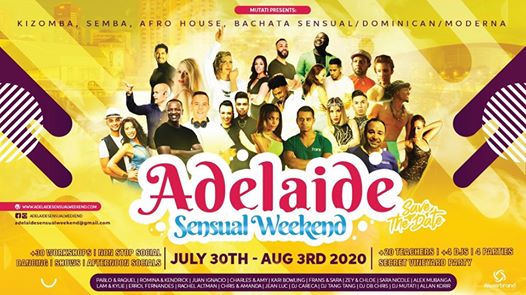 MUTATI PRESENTS:
KIZOMBA, SEMBA, AFRO HOUSE, BACHATA SENSUAL/DOMINICAN/MODERNA
Adelaide
Sensual Weekend
Save
The Date
WWW.ADELAIDESENSUALWEEKEND.COM
ADELAIDESENSUALWEEKEND
adelaidesensualweekend@gmail.com
+30 WORKSHOPS | NON STOP SOCIAL
DANCING | SHOWS | AFTERNOON SOCIALS
JULY 30TH - AUG 3RD 2020
+20 TEACHERS | +4 DJS | 4 PARTIES
SECRET VINEYARD PARTY
PABLO & RAQUEL | ROMINA & KENDRICK | JUAN IGNACIO | CHARLES & AMY | KARI BOWLING | FRANS & SARA | ZEY & CHLOE | SARA NICOLE | ALEX MUBANGA
LAM & KYLIE | ERROL FERNANDES | RACHEL ALTMAN | CHRIS & AMANDA | JEAN LUC | DJ CARECA | DJ TANG TANG | DJ DB CHRIS | DJ MUTATI | ALLAN KORIR